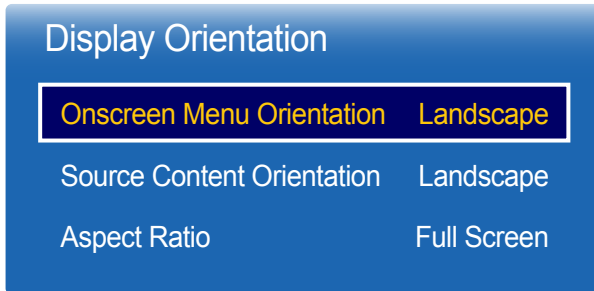 Display Orientation
Onscreen Menu Orientation Landscape
Source Content Orientation Landscape
Aspect Ratio Full Screen